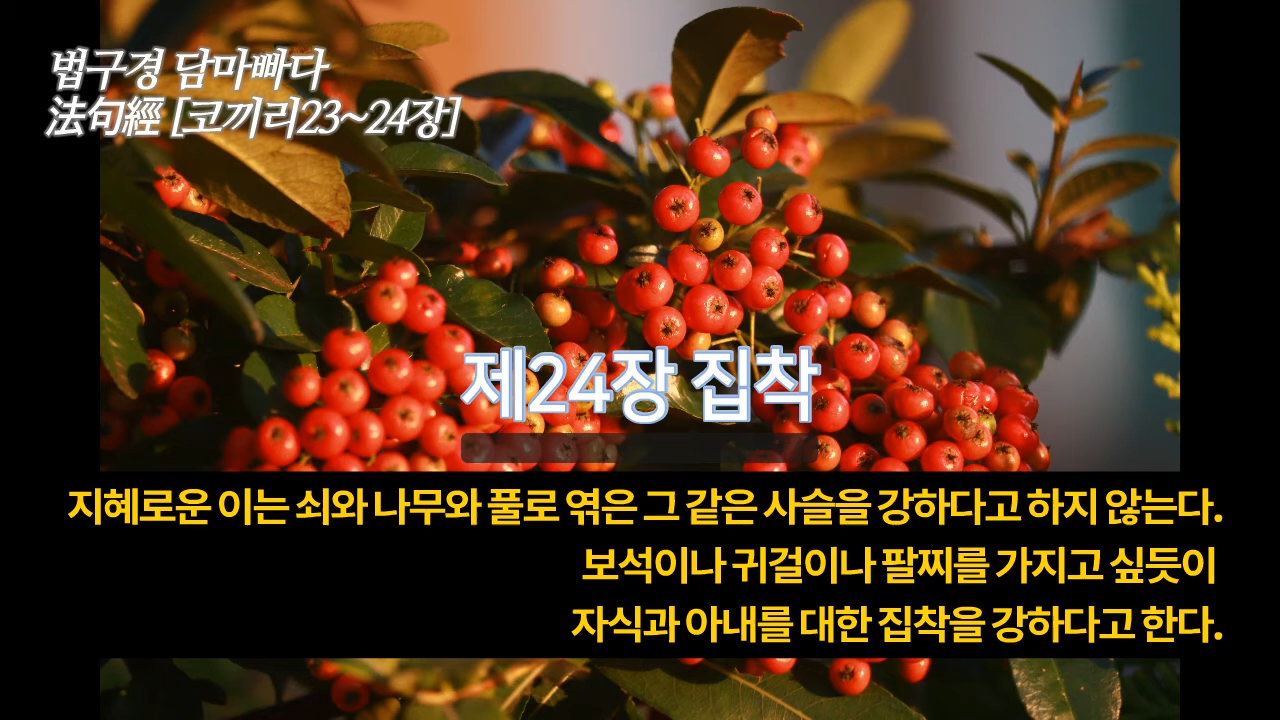 법구경 담마빠다
法句經 [코끼리23~24장]
제24장 집착
지혜로운 이는 쇠와 나무와 풀로 엮은 그 같은 사슬을 강하다고 하지 않는다.
보석이나 귀걸이나 팔찌를 가지고 싶듯이
자식과 아내를 대한 집착을 강하다고 한다.